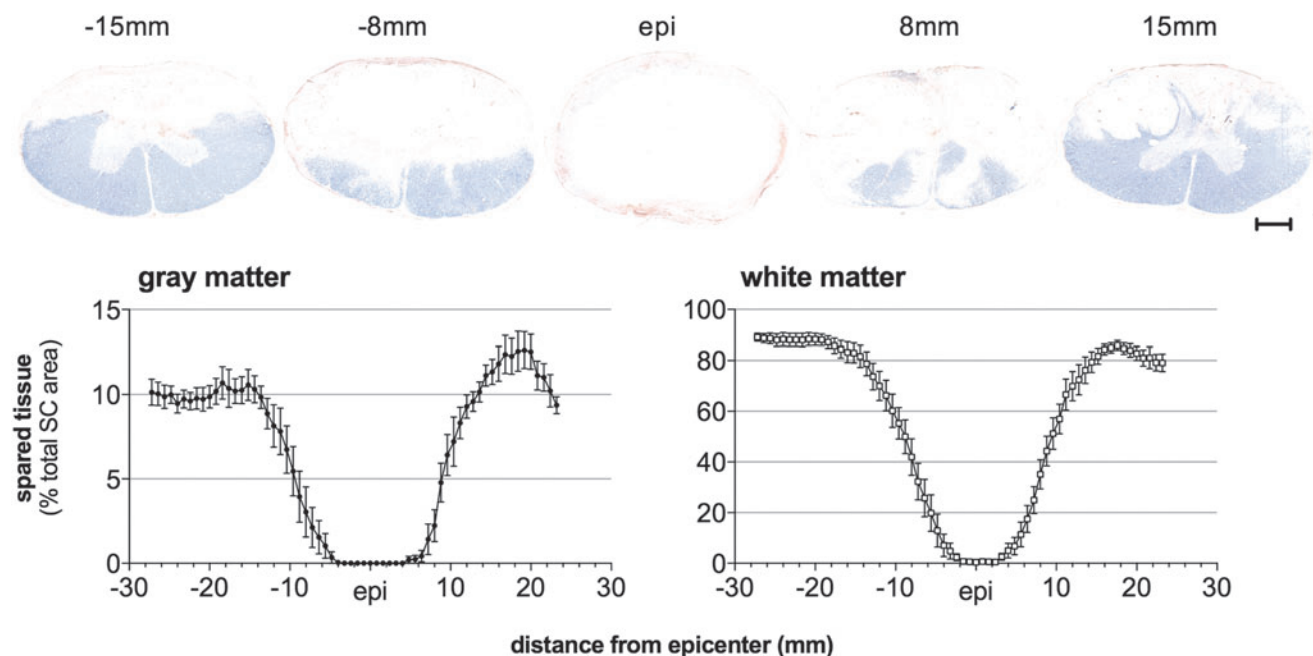 -15mm -8mm epi 8mm 15mm
gray matter
white matter
spared tissue
(% total SC area)
15
10
5
0
-30 -20 -10 epi 10 20 30
100
80
60
40
20
0
-30 -20 -10 epi 10 20 30
distance from epicenter (mm)